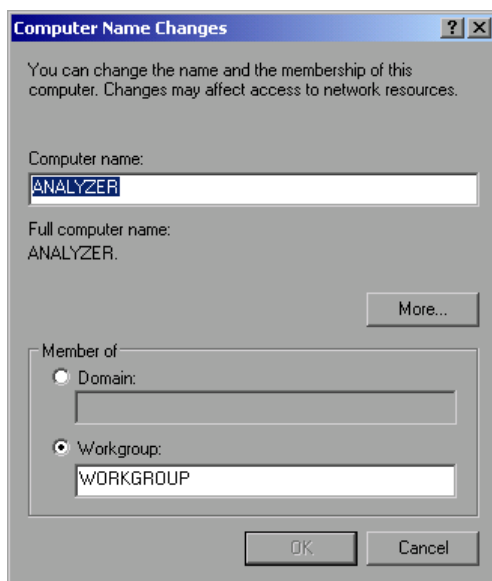 Computer Name Changes
You can change the name and the membership of this
computer. Changes may affect access to network resources.
Computer name:
ANALYZER
Full computer name:
ANALYZER.
More...
Member of
Domain:
Workgroup:
WORKGROUP
OK
Cancel